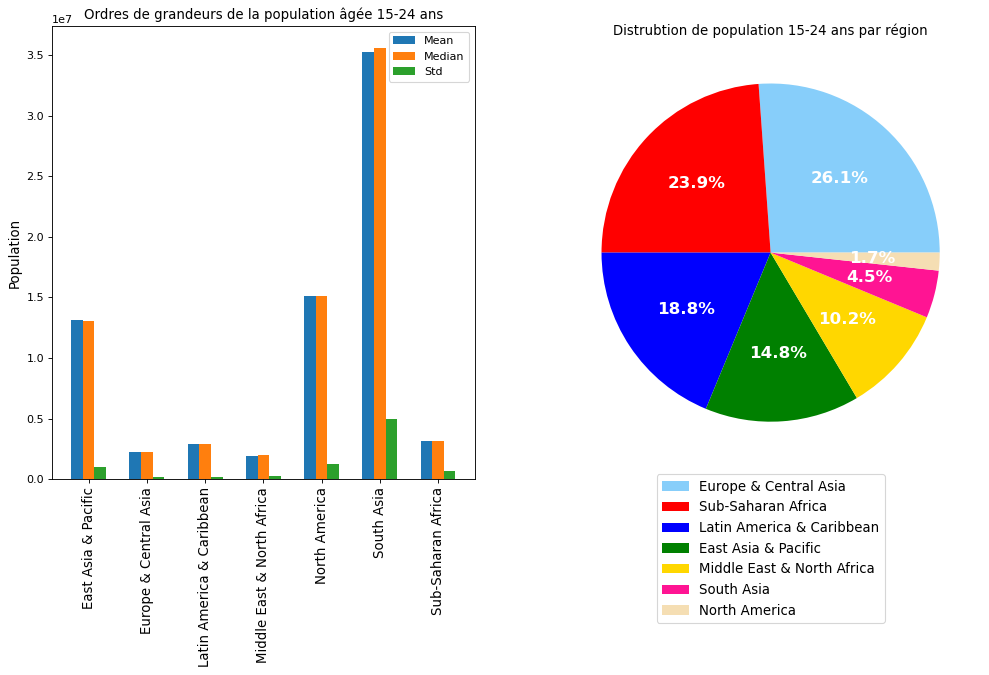 Ordres de grandeurs de la population âgée 15-24 ans
1e7
Mean
Median
Std
3.5
3.0
2.5
2.0
1.5
1.0
0.5
0.0
Population
East Asia & Pacific
Europe & Central Asia
Latin America & Caribbean
Middle East & North Africa
North America
South Asia
Sub-Saharan Africa
Distrubtion de population 15-24 ans par région
26.1%
23.9%
18.8%
14.8%
10.2%
4.5%
1.7%
Europe & Central Asia
Sub-Saharan Africa
Latin America & Caribbean
East Asia & Pacific
Middle East & North Africa
South Asia
North America